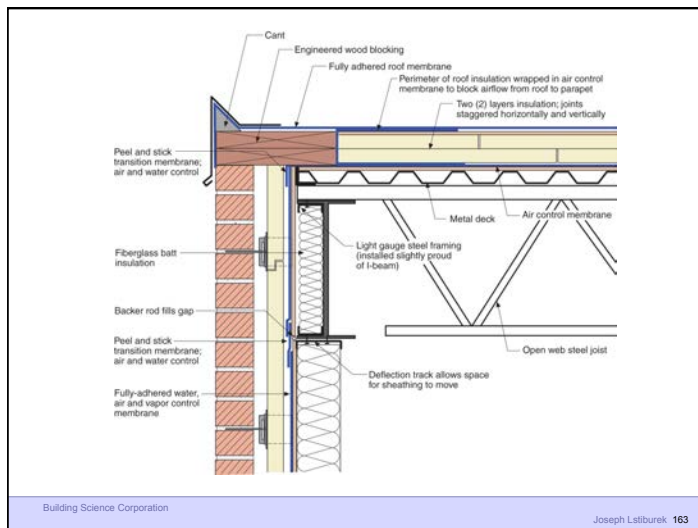 Cant
Engineered wood blocking
Fully adhered roof membrane
Perimeter of roof insulation wrapped in air control
membrane to block airflow from roof to parapet
Two (2) layers insulation; joints
staggered horizontally and vertically
Peel and stick
transition membrane;
air and water control
Metal deck
Air control membrane
Fiberglass batt
insulation
Light gauge steel framing
(installed slightly proud
of I-beam)
Backer rod fills gap
Peel and stick
transition membrane;
air and water control
Open web steel joist
Deflection track allows space
for sheathing to move
Fully-adhered water,
air and vapor control
membrane
Building Science Corporation
Joseph Lstiburek 163